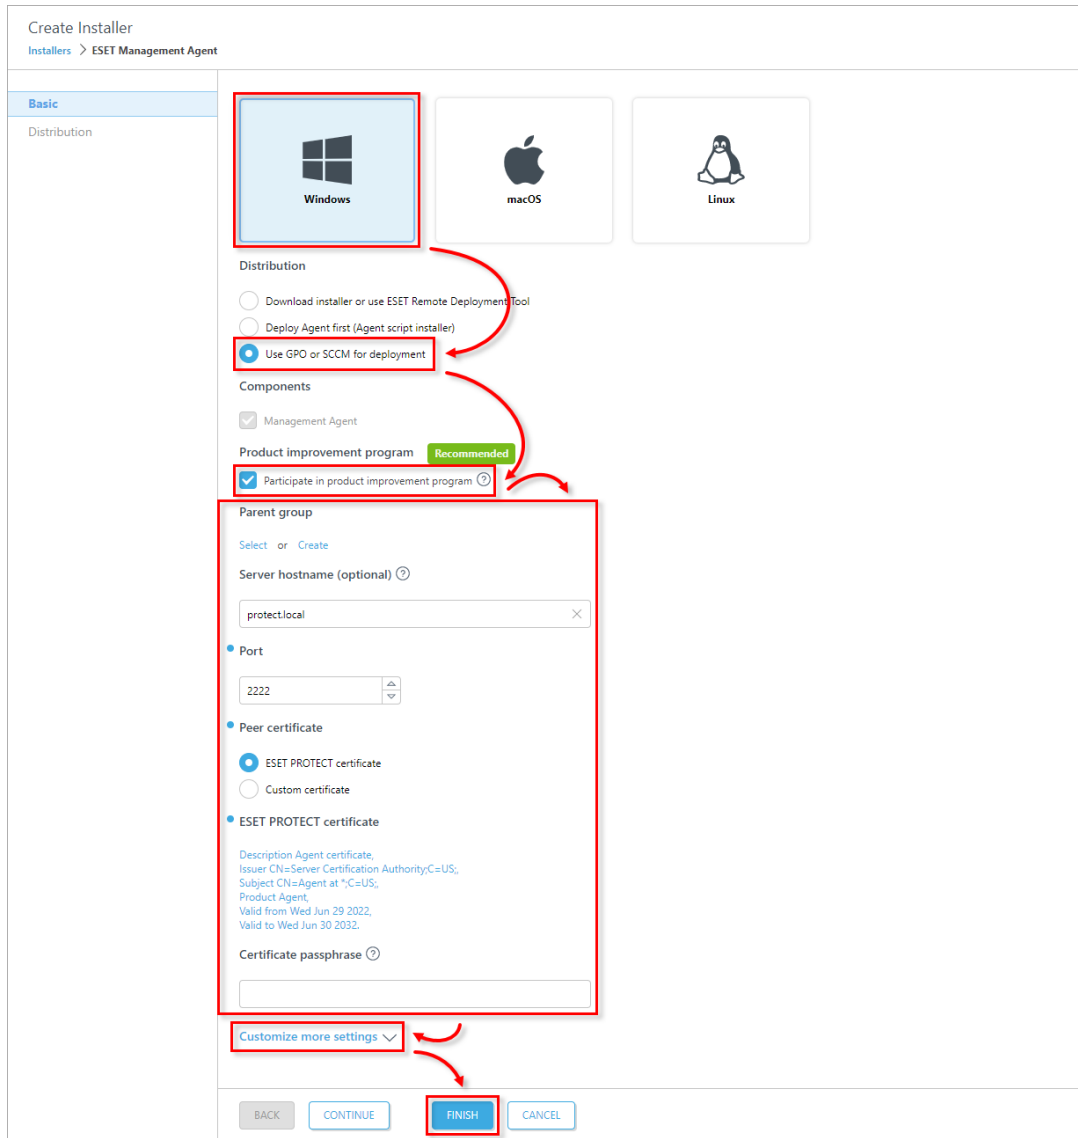 Create Installer
Installers > ESET Management Agent
Basic
Distribution
Windows
macOS
Linux
Distribution
Download installer or use ESET Remote Deployment Tool
Deploy Agent first (Agent script installer)
Use GPO or SCCM for deployment
Components
Management Agent
Product improvement program Recommended
Participate in product improvement program ?
Parent group
Select or Create
Server hostname (optional) ?
protect.local
Port
2222
Peer certificate
ESET PROTECT certificate
Custom certificate
ESET PROTECT certificate
Description Agent certificate,
Issuer CN=Server Certification Authority;C=US;,
Subject CN=Agent at *;C=US;,
Product Agent,
Valid from Wed Jun 29 2022,
Valid to Wed Jun 30 2032,
Certificate passphrase ?
Customize more settings
BACK CONTINUE FINISH CANCEL